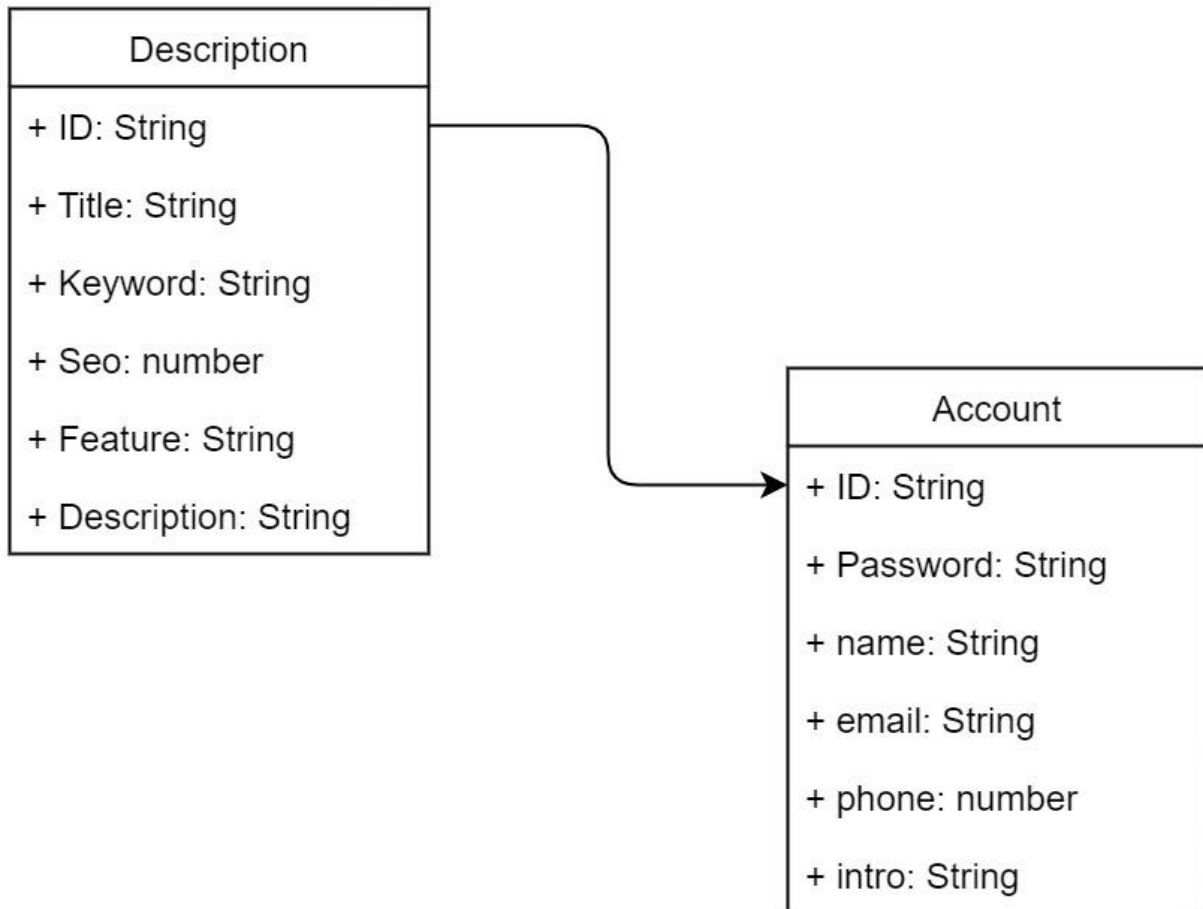 Description
+ ID: String
+ Title: String
+ Keyword: String
+ Seo: number
+ Feature: String
+ Description: String
Account
+ ID: String
+ Password: String
+ name: String
+ email: String
+ phone: number
+ intro: String